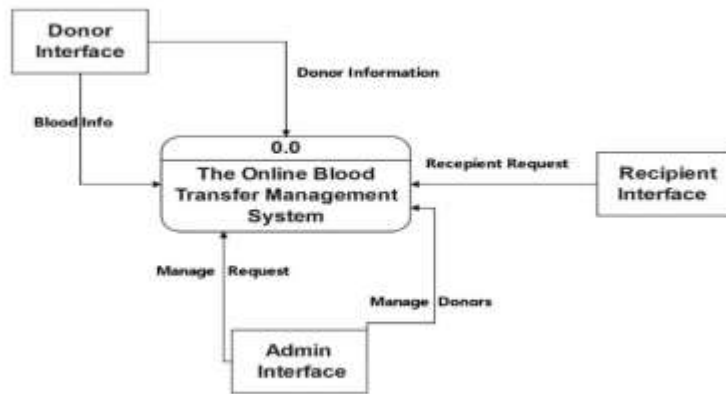 Donor
Interface
Donor Information
Blood Info
0.0
The Online Blood
Transfer Management
System
Recepient Request
Recipient
Interface
Manage Request
Manage Donors
Admin
Interface